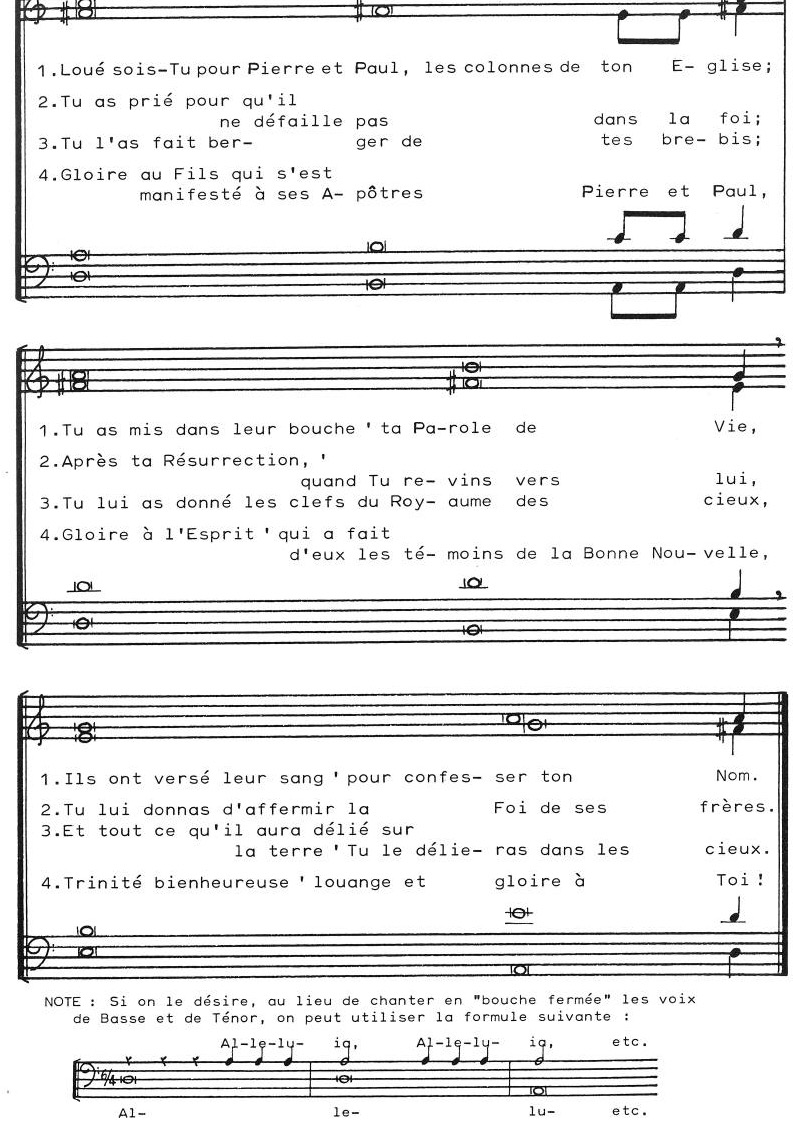 1.Loué sois-Tu pour Pierre et Paul, les colonnes de ton E- glise;
2.Tu as prié pour qu'il
ne défaille pas dans la foi;
3.Tu l'as fait ber- ger de tes bre- bis;
4.Gloire au Fils qui s'est
manifesté à ses A- pôtres Pierre et Paul,
1.Tu as mis dans leur bouche ' ta Pa-role de Vie,
2.Après ta Résurrection, '
quand Tu re- vins vers lui,
3.Tu lui as donné les clefs du Roy- aume des cieux,
4.Gloire à l'Esprit ' qui a fait
d'eux les té- moins de la Bonne Nou- velle,
1.Ils ont versé leur sang ' pour confes- ser ton Nom.
2.Tu lui donnas d'affermir la Foi de ses frères.
3.Et tout ce qu'il aura délié sur
la terre ' Tu le délie- ras dans les cieux.
4.Trinité bienheureuse ' louange et gloire à Toi !
NOTE : Si on le désire, au lieu de chanter en "bouche fermée" les voix
de Basse et de Ténor, on peut utiliser la formule suivante :
Al-le-lu- ia, Al-le-lu- ia, etc.
6/4
Al- le- lu- etc.